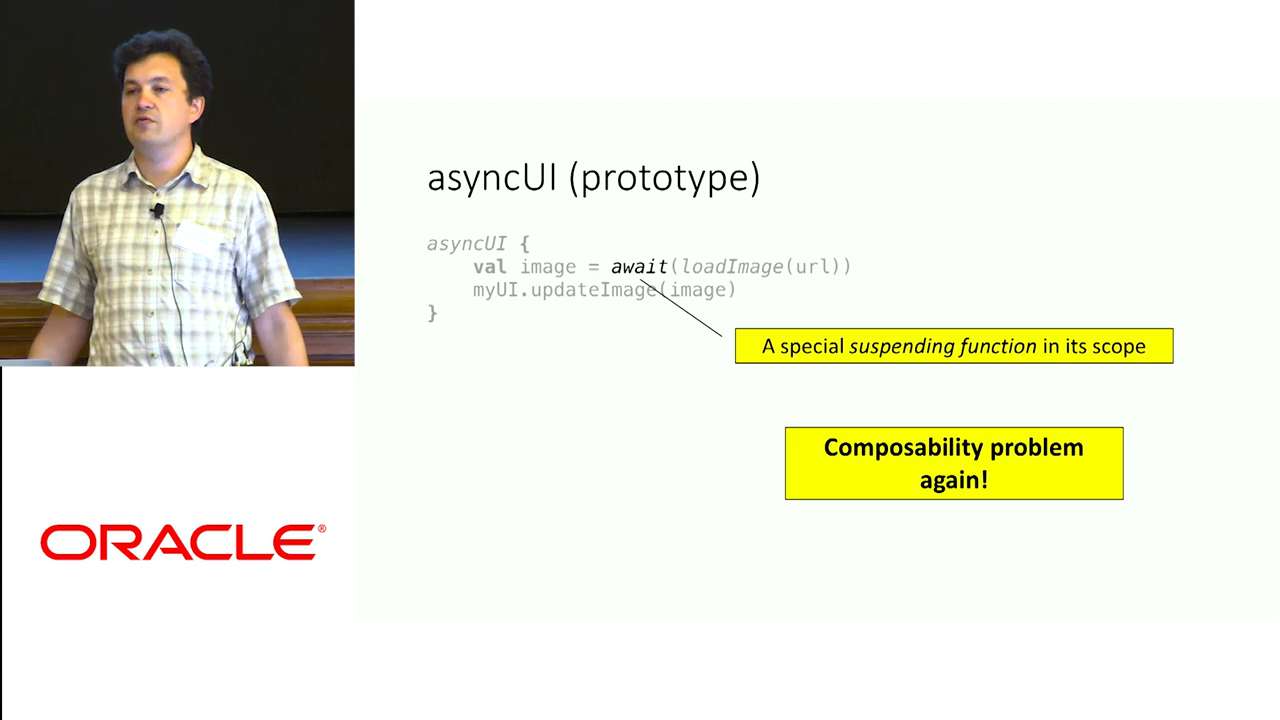 asyncUI (prototype)
asyncUI {
val image = await(loadImage(url))
myUI.updateImage(image)
}
A special suspending function in its scope
Composability problem
again!
ORACLE®